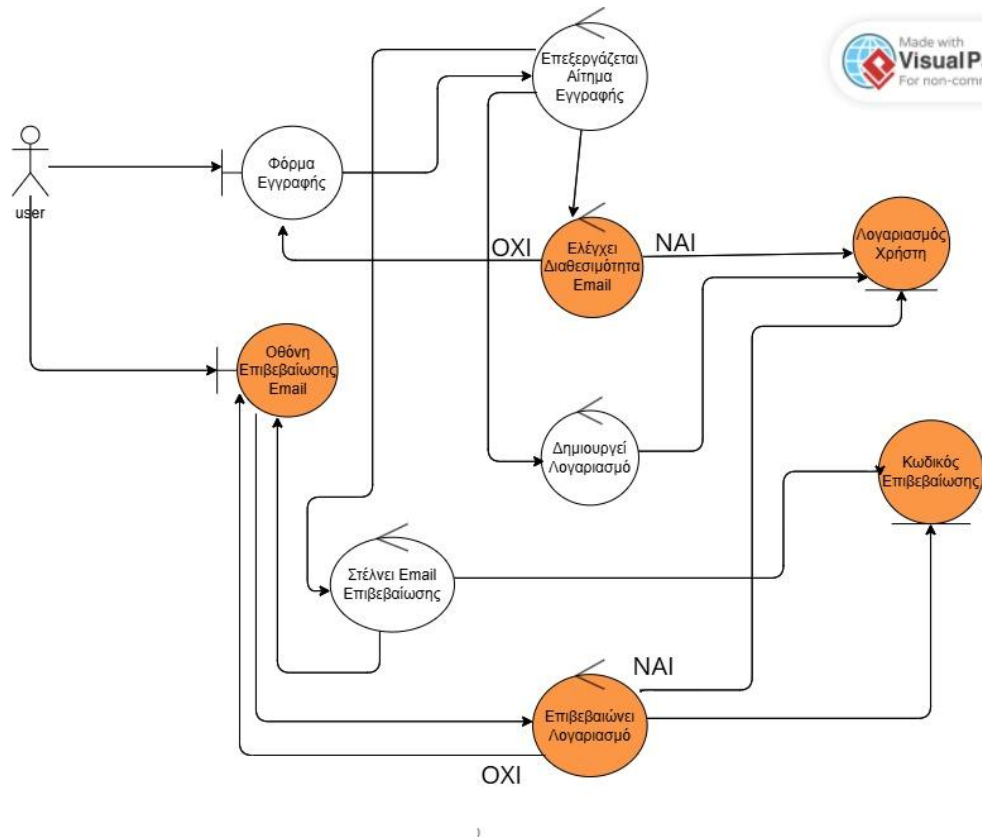 Made with
Visual P
For non-comm
Επεξεργάζεται
Αίτημα
Εγγραφής
Φόρμα
Εγγραφής
user
ΟΧΙ
Ελέγχει
Διαθεσιμότητα
Email
ΝΑΙ
Λογαριασμός
Χρήστη
Οθόνη
Επιβεβαίωσης
Email
Δημιουργεί
Λογαριασμό
Κωδικός
Επιβεβαίωσης
Στέλνει Email
Επιβεβαίωσης
ΝΑΙ
Επιβεβαιώνει
Λογαριασμό
ΟΧΙ
)